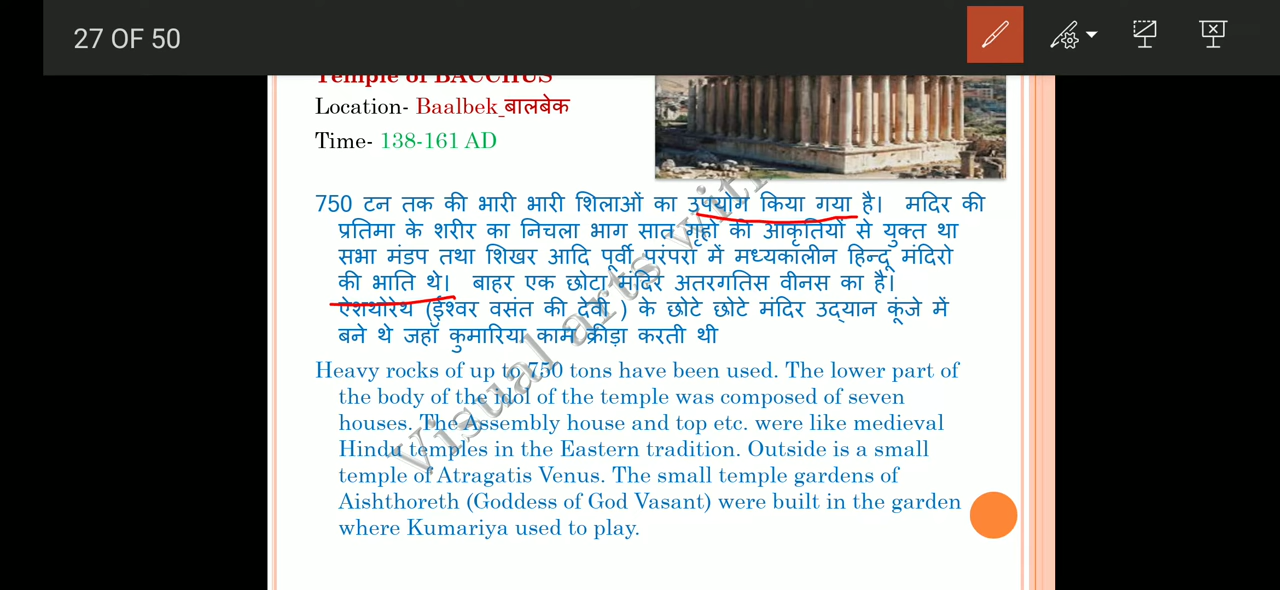 27 OF 50
Temple of BACCHUS
Location- Baalbek_बालबेक
Time- 138-161 AD
750 टन तक की भारी भारी शिलाओं का उपयोग किया गया है। मदिर की
प्रतिमा के शरीर का निचला भाग सात गृहो की आकृतियों से युक्त था
सभा मंडप तथा शिखर आदि पूर्वी परंपरा में मध्यकालीन हिन्दू मंदिरो
की भाति थे। बाहर एक छोटा मंदिर अतरगतिस वीनस का है।
ऐशथोरेथ (ईश्वर वसंत की देवी ) के छोटे छोटे मंदिर उद्यान कूंजे में
बने थे जहाॅ कुमारिया काम क्रीड़ा करती थी
Heavy rocks of up to 750 tons have been used. The lower part of
the body of the idol of the temple was composed of seven
houses. The Assembly house and top etc. were like medieval
Hindu temples in the Eastern tradition. Outside is a small
temple of Atragatis Venus. The small temple gardens of
Aishthoreth (Goddess of God Vasant) were built in the garden
where Kumariya used to play.
Visual arts with